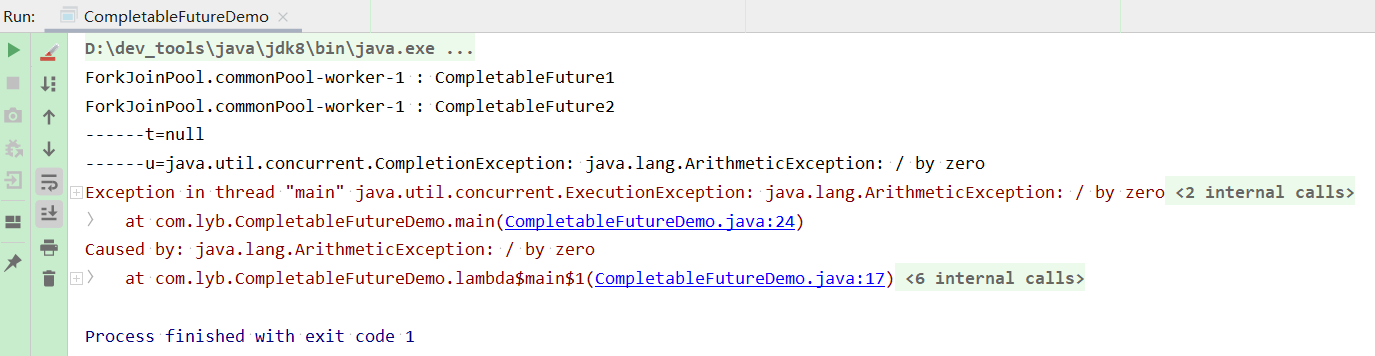 Run: CompletableFutureDemo
D:\dev_tools\java\jdk8\bin\java.exe ...
ForkJoinPool.commonPool-worker-1 : CompletableFuture1
ForkJoinPool.commonPool-worker-1 : CompletableFuture2
------t=null
------u=java.util.concurrent.CompletionException: java.lang.ArithmeticException: / by zero
Exception in thread "main" java.util.concurrent.ExecutionException: java.lang.ArithmeticException: / by zero <2 internal calls>
at com.lyb.CompletableFutureDemo.main(CompletableFutureDemo.java:24)
Caused by: java.lang.ArithmeticException: / by zero
at com.lyb.CompletableFutureDemo.lambda$main$1(CompletableFutureDemo.java:17) <6 internal calls>
Process finished with exit code 1